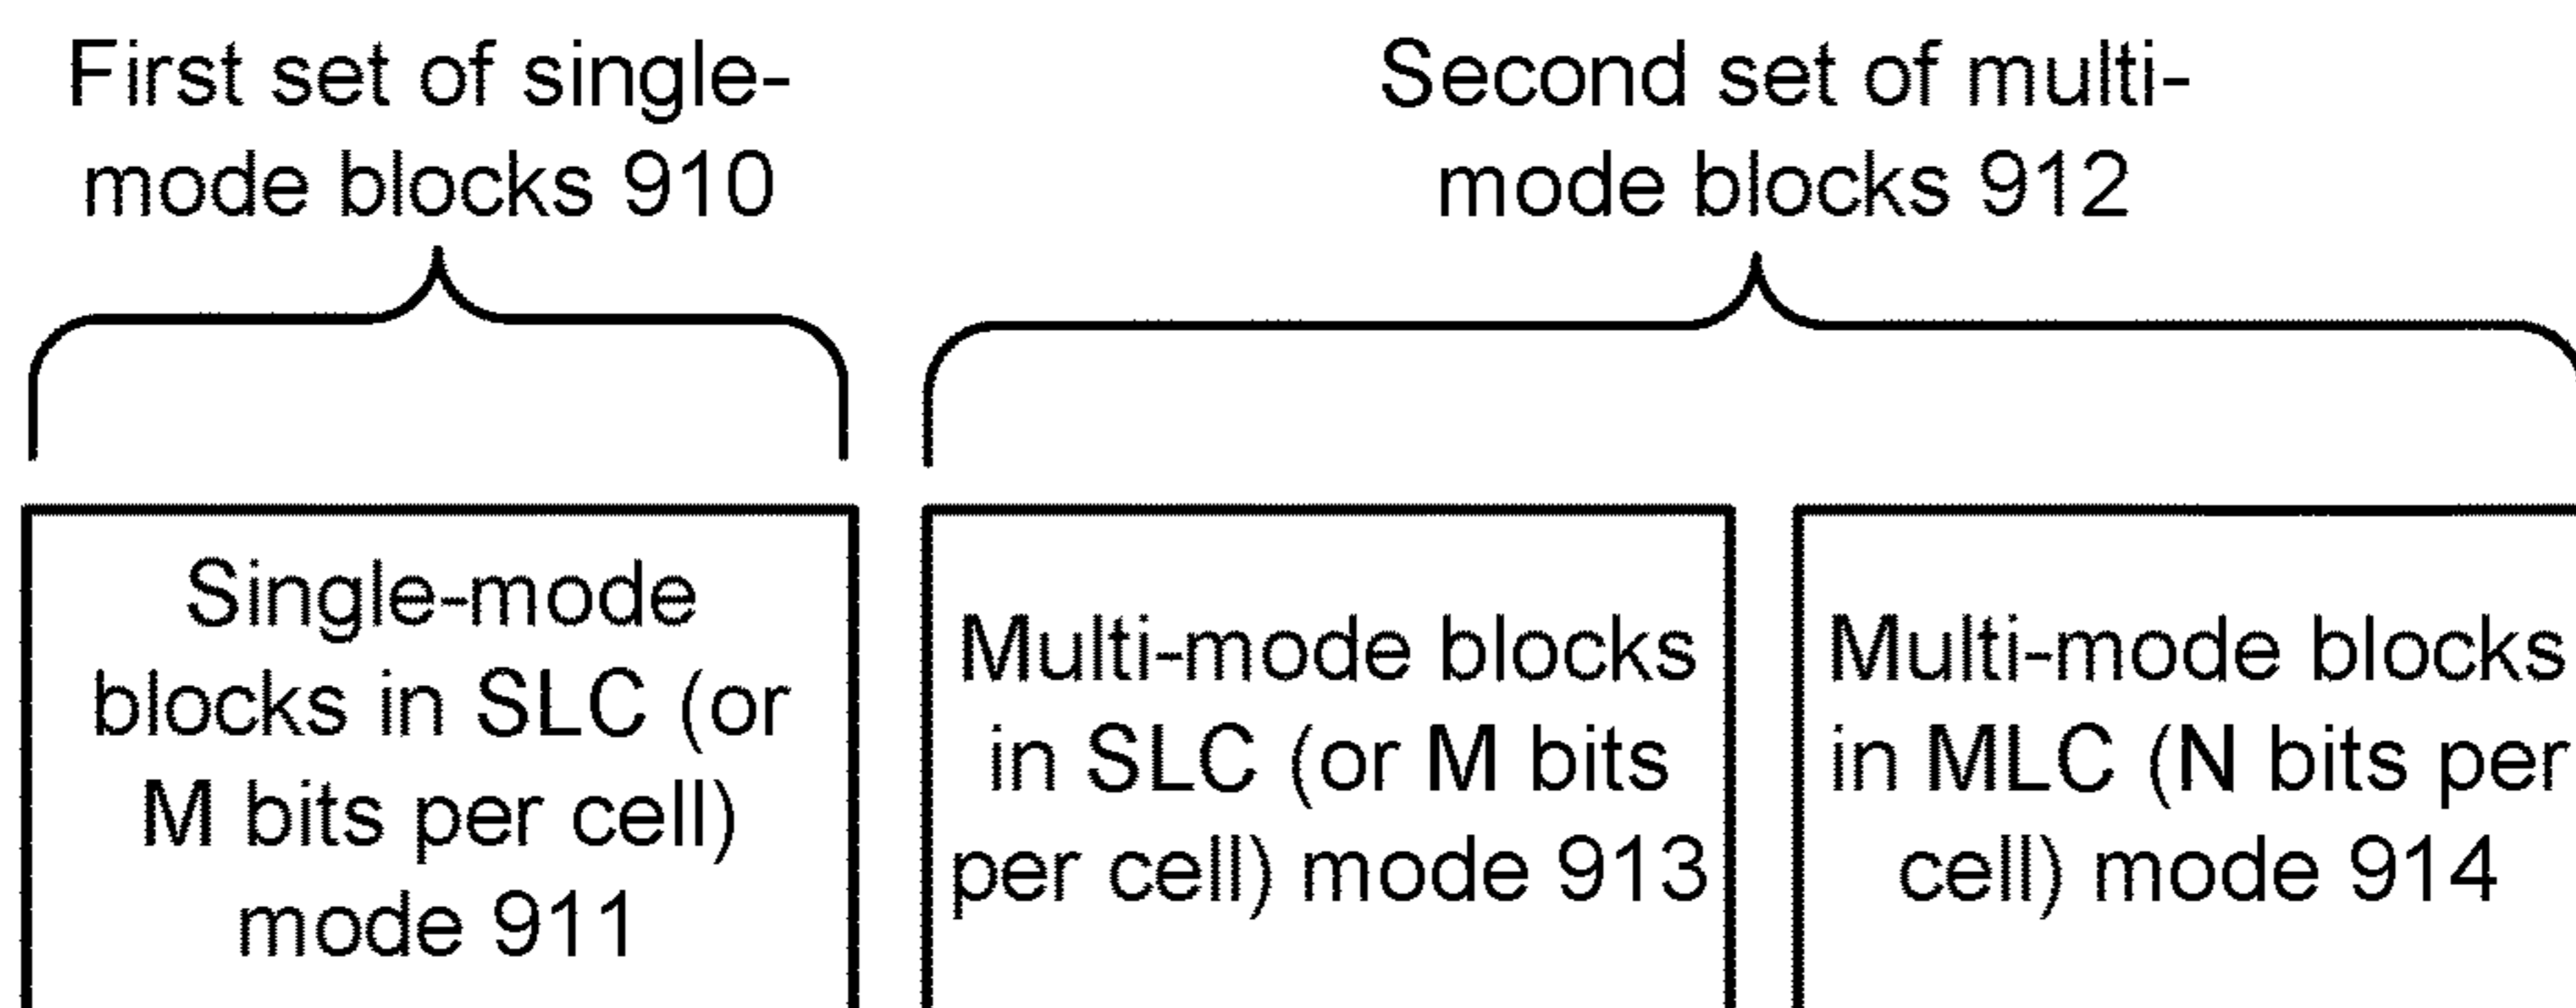 First set of single-
mode blocks 910
Second set of multi-
mode blocks 912
Single-mode
blocks in SLC (or
M bits per cell)
mode 911
Multi-mode blocks
in SLC (or M bits
per cell) mode 913
Multi-mode blocks
in MLC (N bits per
cell) mode 914